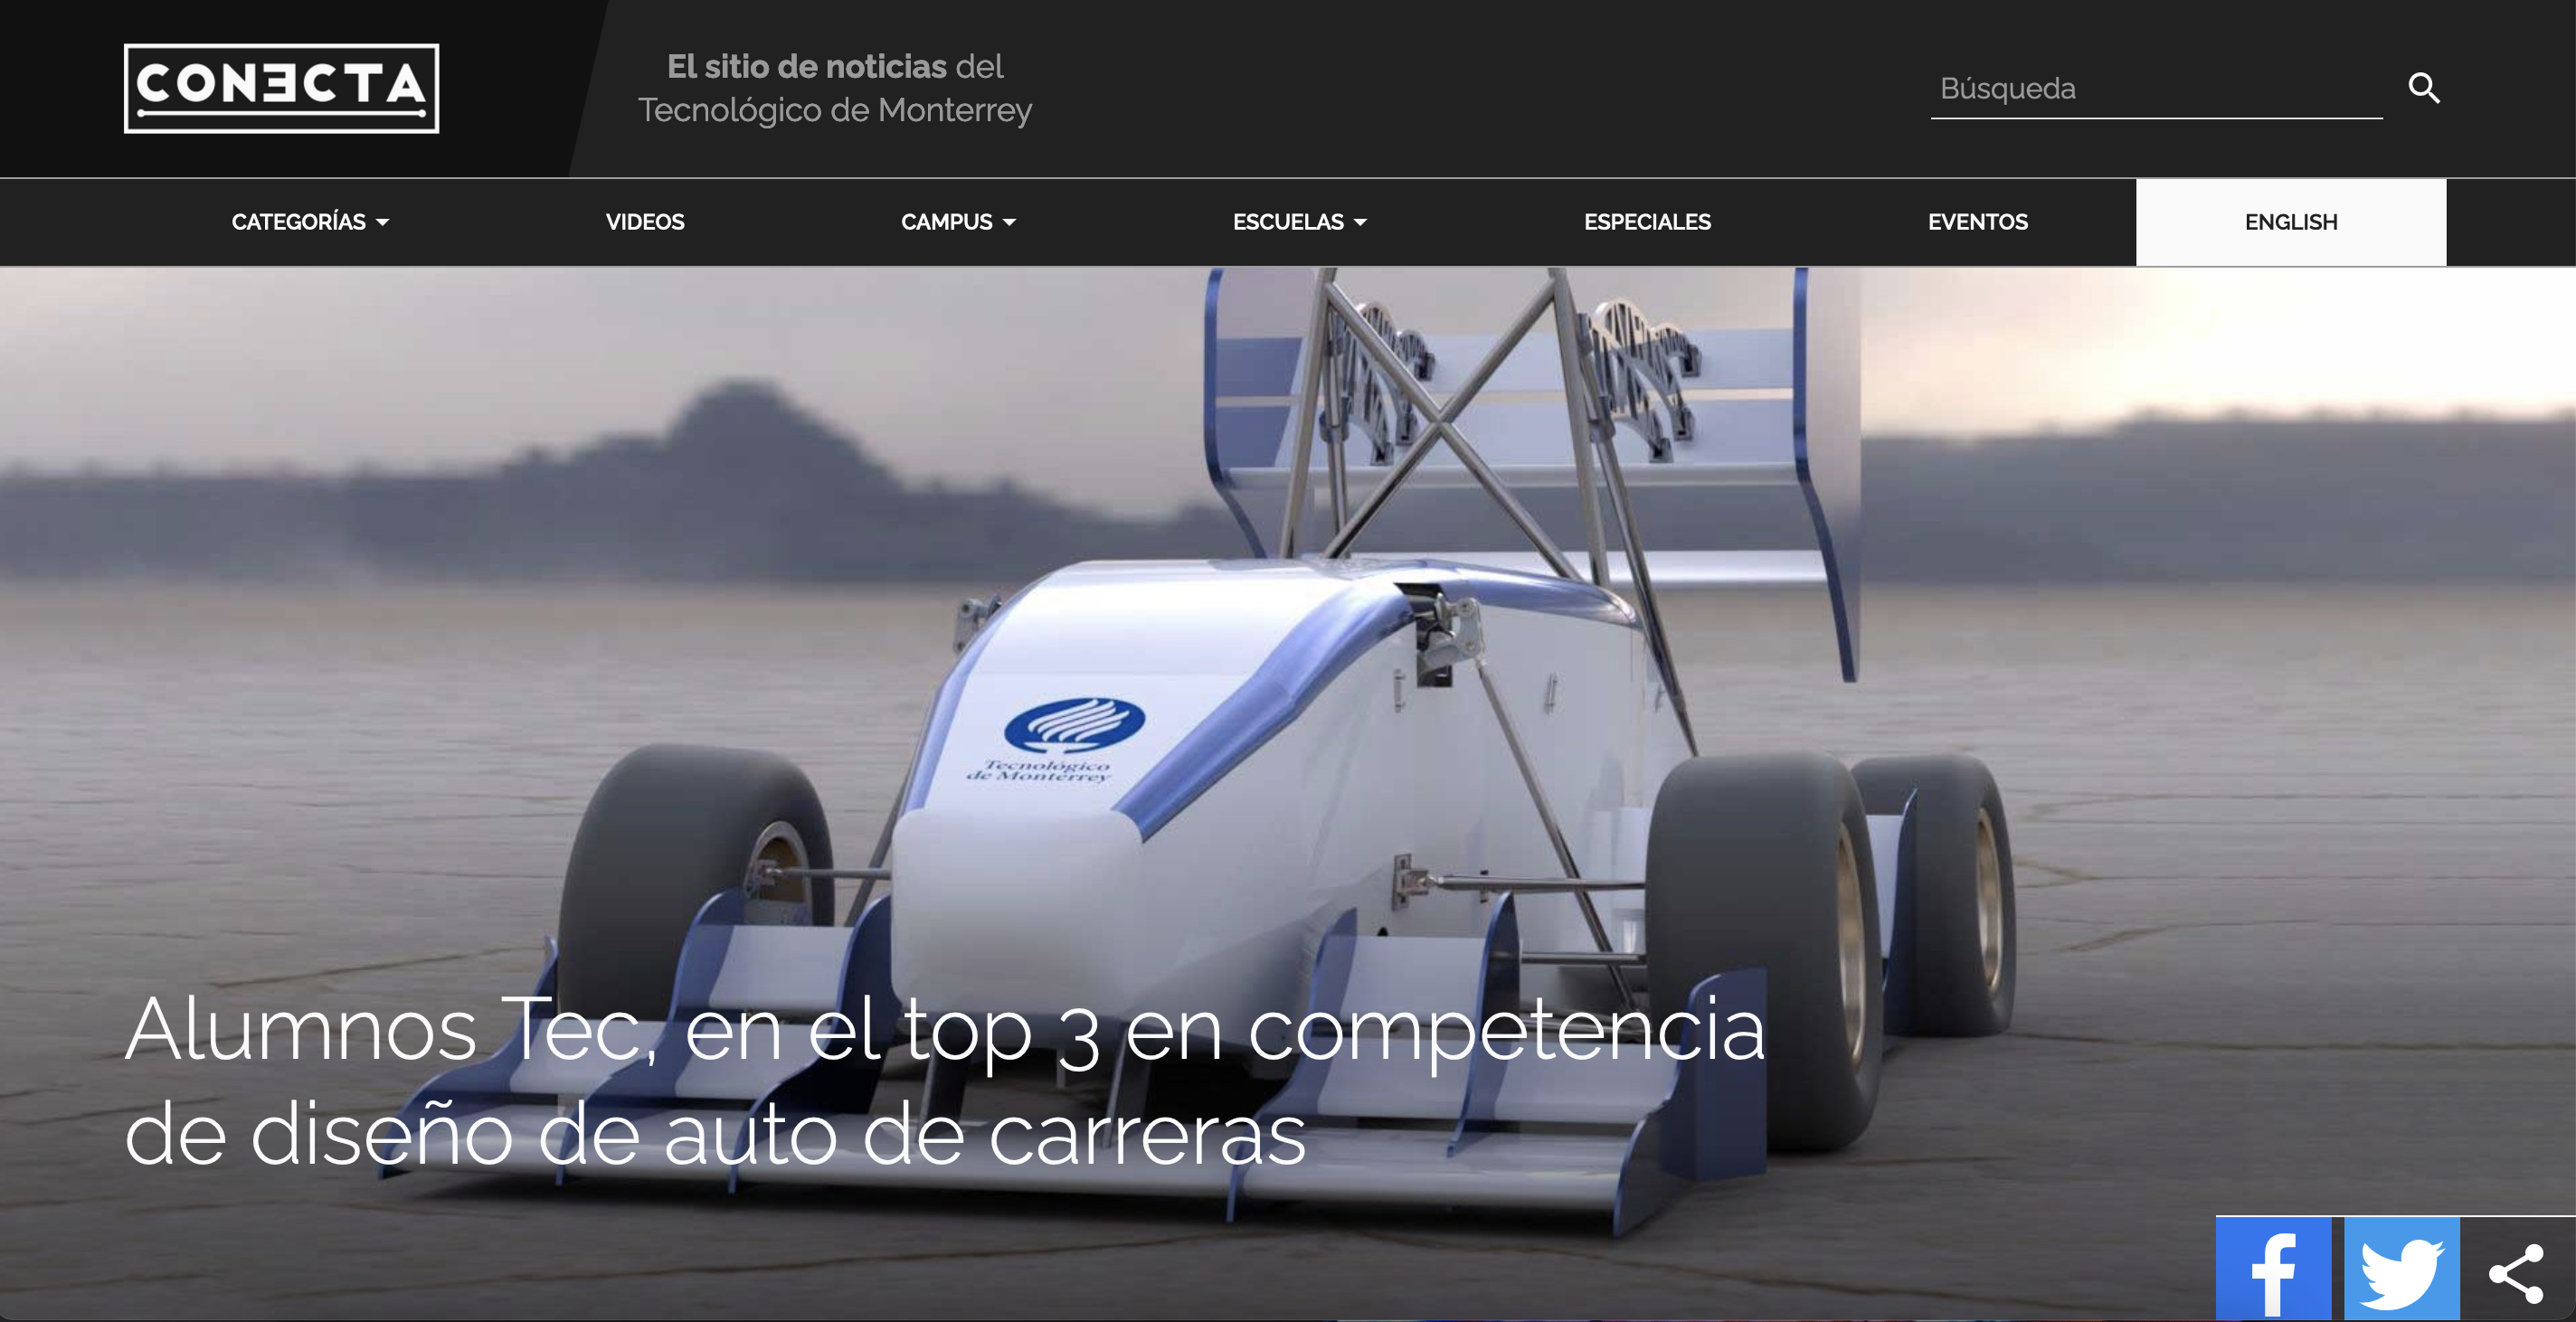 CONECTA
El sitio de noticias del
Tecnológico de Monterrey
Búsqueda
CATEGORÍAS VIDEOS CAMPUS ESCUELAS ESPECIALES EVENTOS ENGLISH
Tecnológico
de Monterrey
Alumnos Tec, en el top 3 en competencia
de diseño de auto de carreras